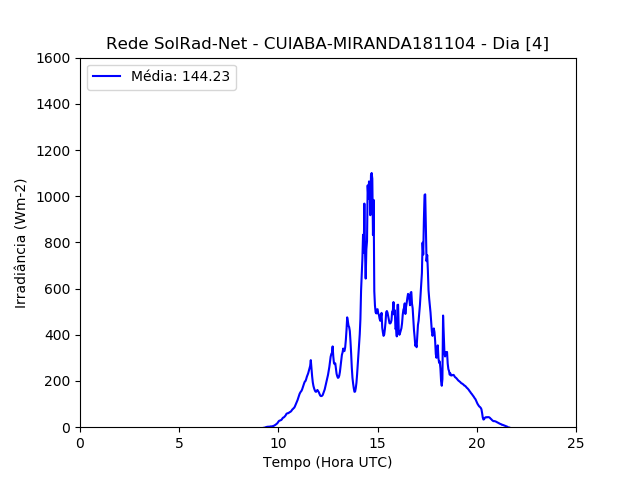 Rede SolRad-Net - CUIABA-MIRANDA181104 - Dia [4]
Média: 144.23
1600
1400
1200
1000
800
600
400
200
0
Irradiância (Wm-2)
0 5 10 15 20 25
Tempo (Hora UTC)